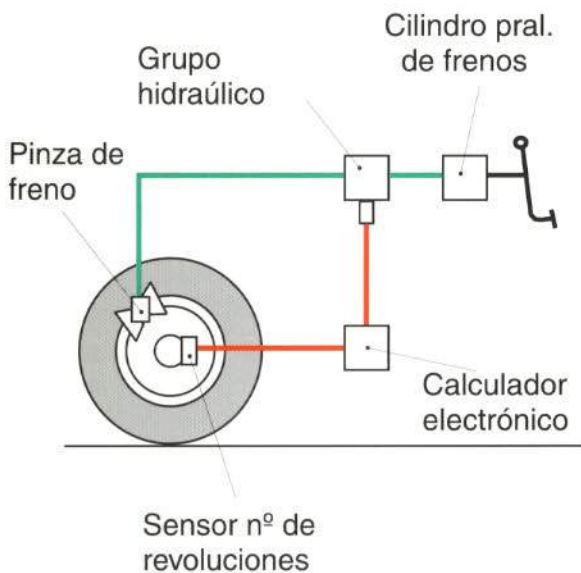 Cilindro pral.
de frenos
Grupo
hidraúlico
Pinza de
freno
Calculador
electrónico
Sensor nº de
revoluciones